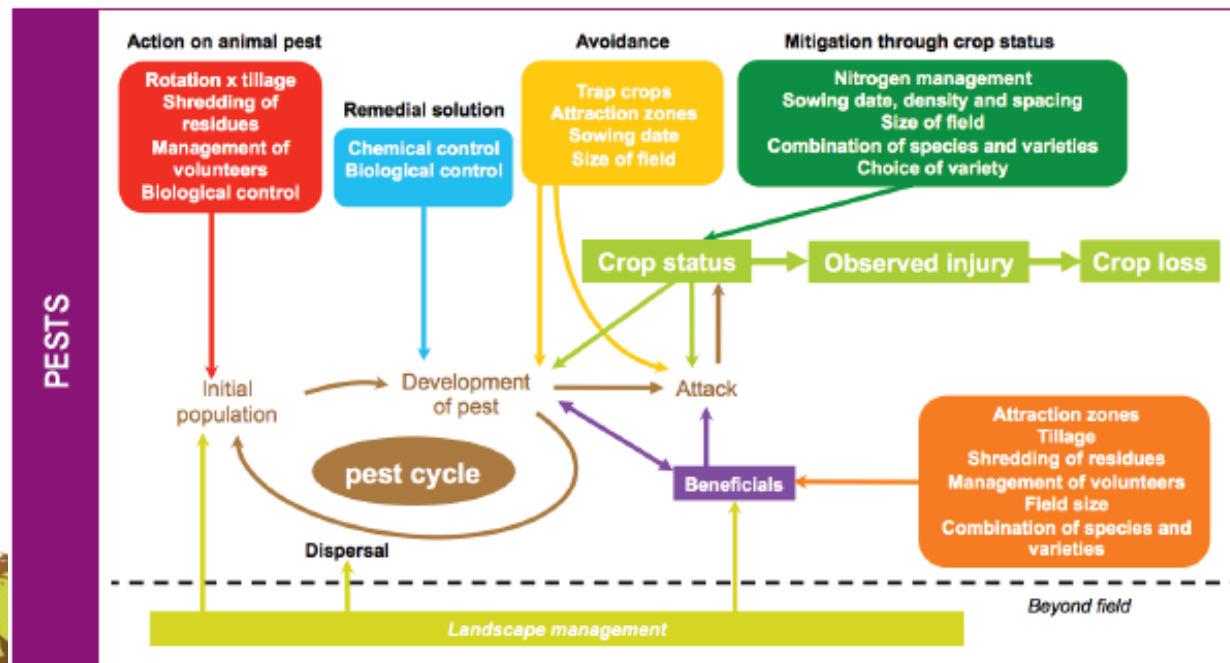 PESTS
Action on animal pest
Rotation x tillage
Shredding of
residues
Management of
volunteers
Biological control
Remedial solution
Chemical control
Biological control
Avoidance
Trap crops
Attraction zones
Sowing date
Size of field
Mitigation through crop status
Nitrogen management
Sowing date, density and spacing
Size of field
Combination of species and varieties
Choice of variety
Crop status
Observed injury
Crop loss
Initial
population
Development
of pest
Attack
pest cycle
Beneficials
Attraction zones
Tillage
Shredding of residues
Management of volunteers
Field size
Combination of species and
varieties
Dispersal
Beyond field
Landscape management